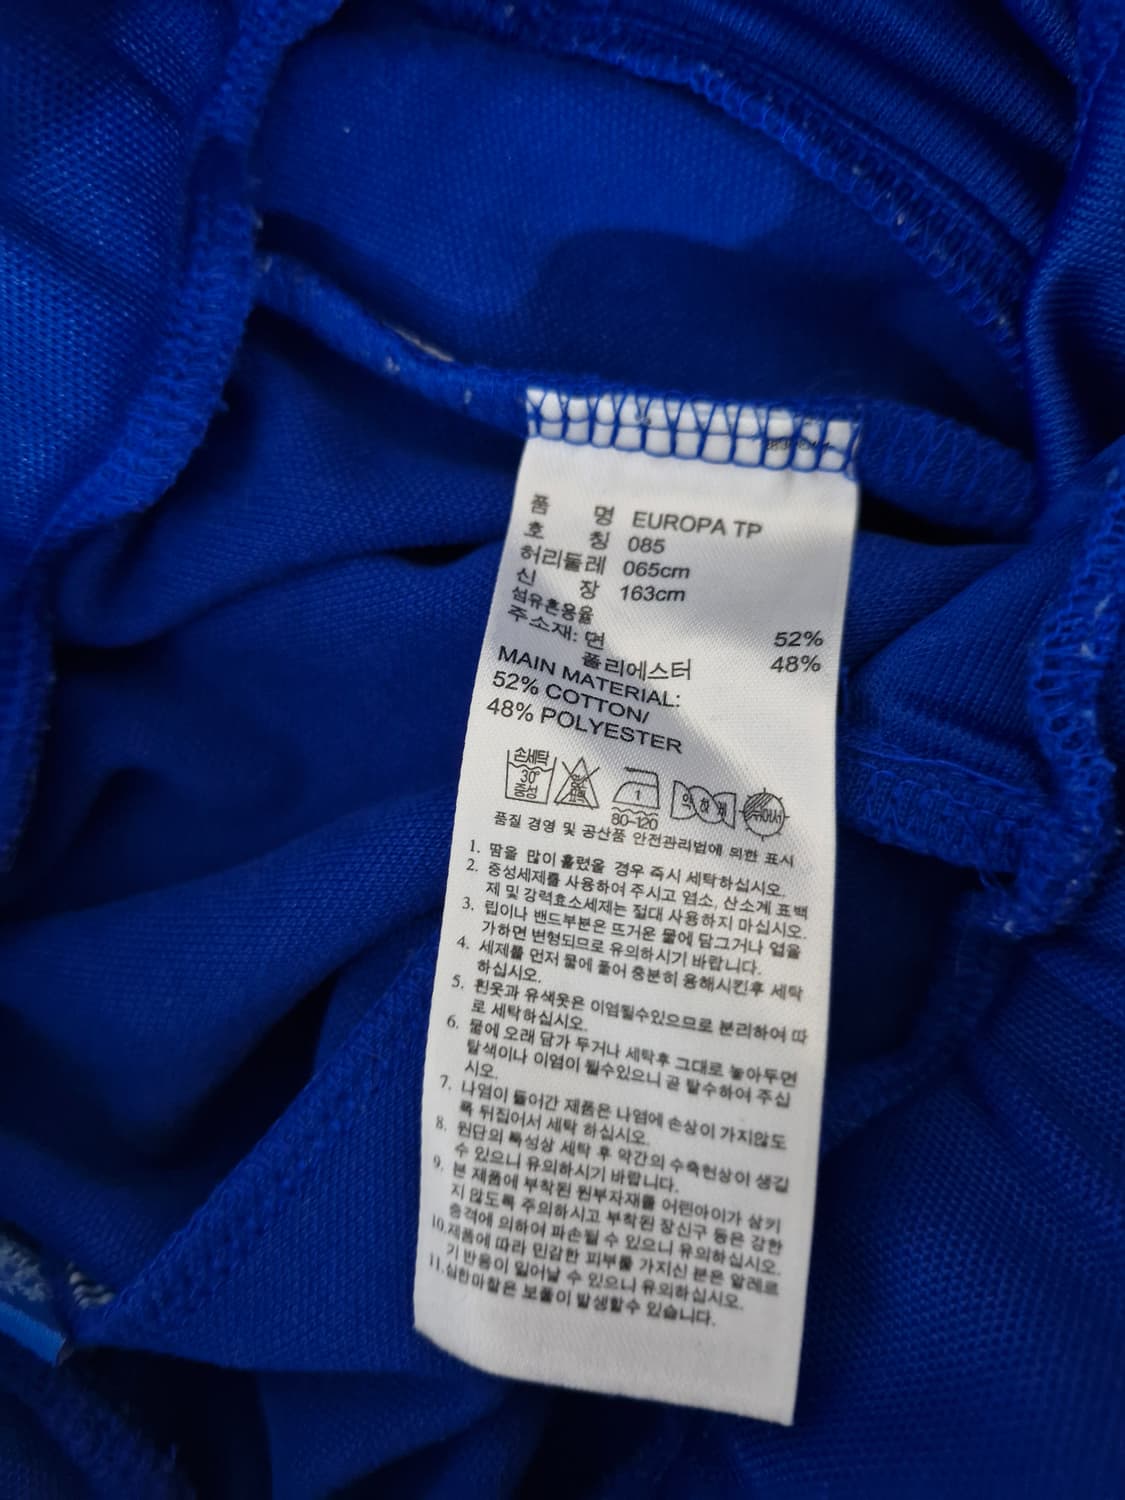 품 명 EUROPA TP
호 칭 085
허리둘레 065cm
신 장 163cm
섬유혼용율
주소재: 면 52%
폴리에스터 48%
MAIN MATERIAL:
52% COTTON/
48% POLYESTER
손세탁
30°
중성
1
80~120
약하게
품질 경영 및 공산품 안전관리법에 의한 표시
1. 땀을 많이 흘렸을 경우 즉시 세탁하십시오.
2. 중성세제를 사용하여 주시고 염소, 산소계 표백
제 및 강력효소세제는 절대 사용하지 마십시오.
3. 립이나 밴드부분은 뜨거운 물에 담그거나 열을
가하면 변형되므로 유의하시기 바랍니다.
4. 세제를 먼저 물에 풀어 충분히 용해시킨후 세탁
하십시오.
5. 흰옷과 유색옷은 이염될수있으므로 분리하여 따
로 세탁하십시오.
6. 물에 오래 담가 두거나 세탁후 그대로 놓아두면
탈색이나 이염이 될수있으니 곧 탈수하여 주십
시오.
7. 나염이 들어간 제품은 나염에 손상이 가지않도
록 뒤집어서 세탁 하십시오.
8. 원단의 특성상 세탁 후 약간의 수축현상이 생길
수 있으니 유의하시기 바랍니다.
9. 본 제품에 부착된 원부자재를 어린아이가 삼키
지 않도록 주의하시고 부착된 장신구 등은 강한
충격에 의하여 파손될 수 있으니 유의하십시오.
10.제품에 따라 민감한 피부를 가지신 분은 알레르
기 반응이 일어날 수 있으니 유의하십시오.
11.심한마찰은 보풀이 발생할수 있습니다.